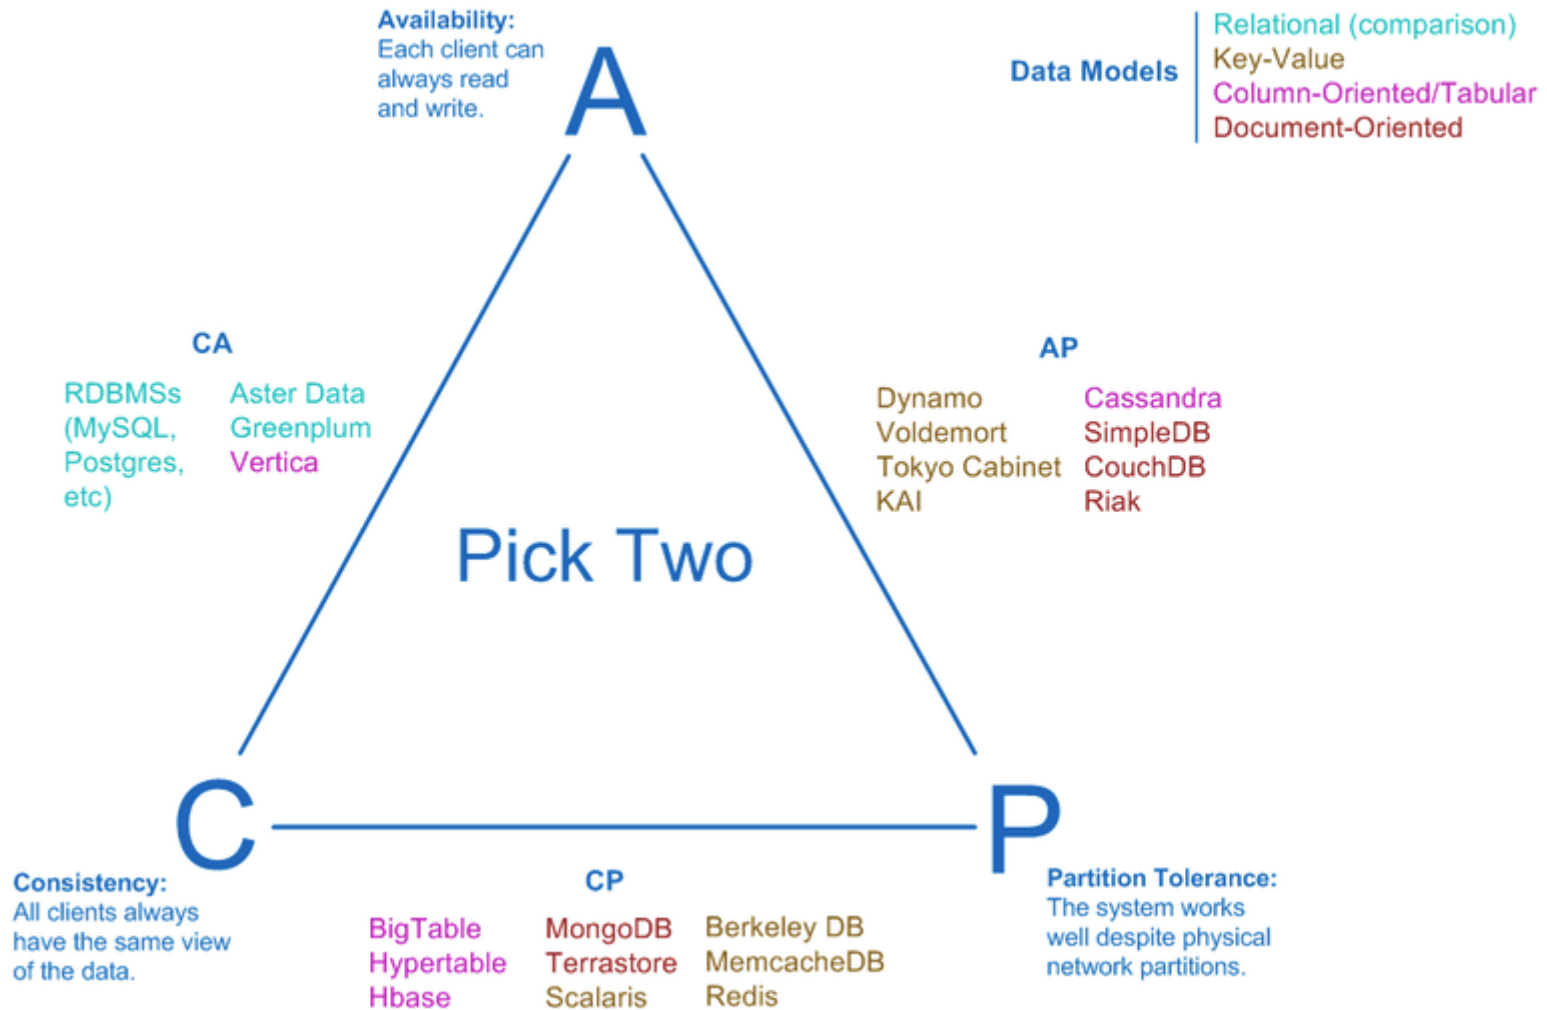 Availability:
Each client can
always read
and write.
A
Data Models
Relational (comparison)
Key-Value
Column-Oriented/Tabular
Document-Oriented
CA
RDBMSs
(MySQL,
Postgres,
etc)
Aster Data
Greenplum
Vertica
AP
Dynamo
Voldemort
Tokyo Cabinet
KAI
Cassandra
SimpleDB
CouchDB
Riak
Pick Two
C
Consistency:
All clients always
have the same view
of the data.
CP
BigTable
Hypertable
Hbase
MongoDB
Terrastore
Scalaris
Berkeley DB
MemcacheDB
Redis
P
Partition Tolerance:
The system works
well despite physical
network partitions.